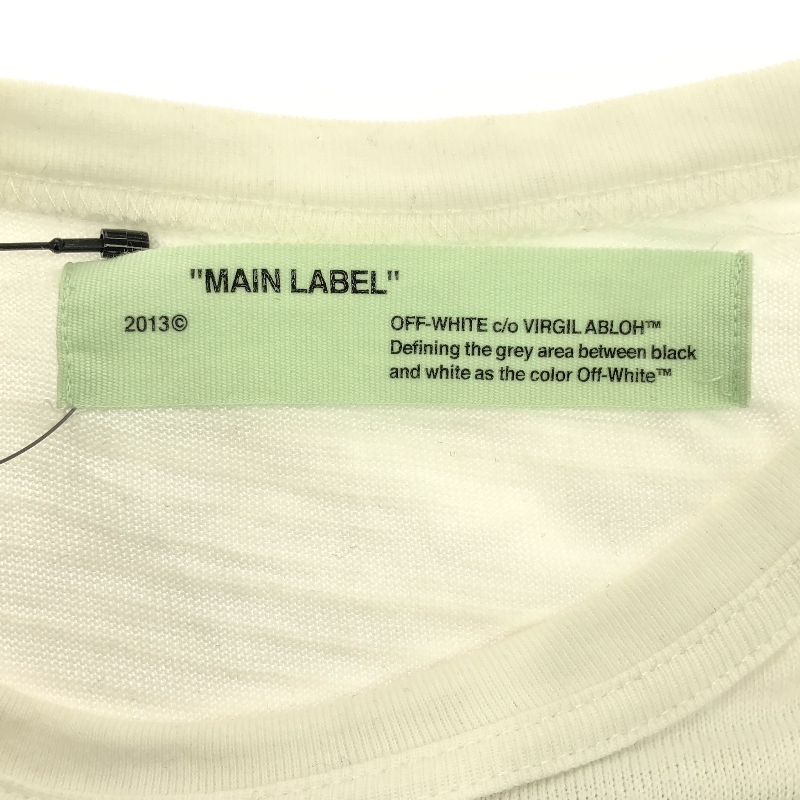 "MAIN LABEL"
2013©
OFF-WHITE c/o VIRGIL ABLOH™
Defining the grey area between black
and white as the color Off-White™